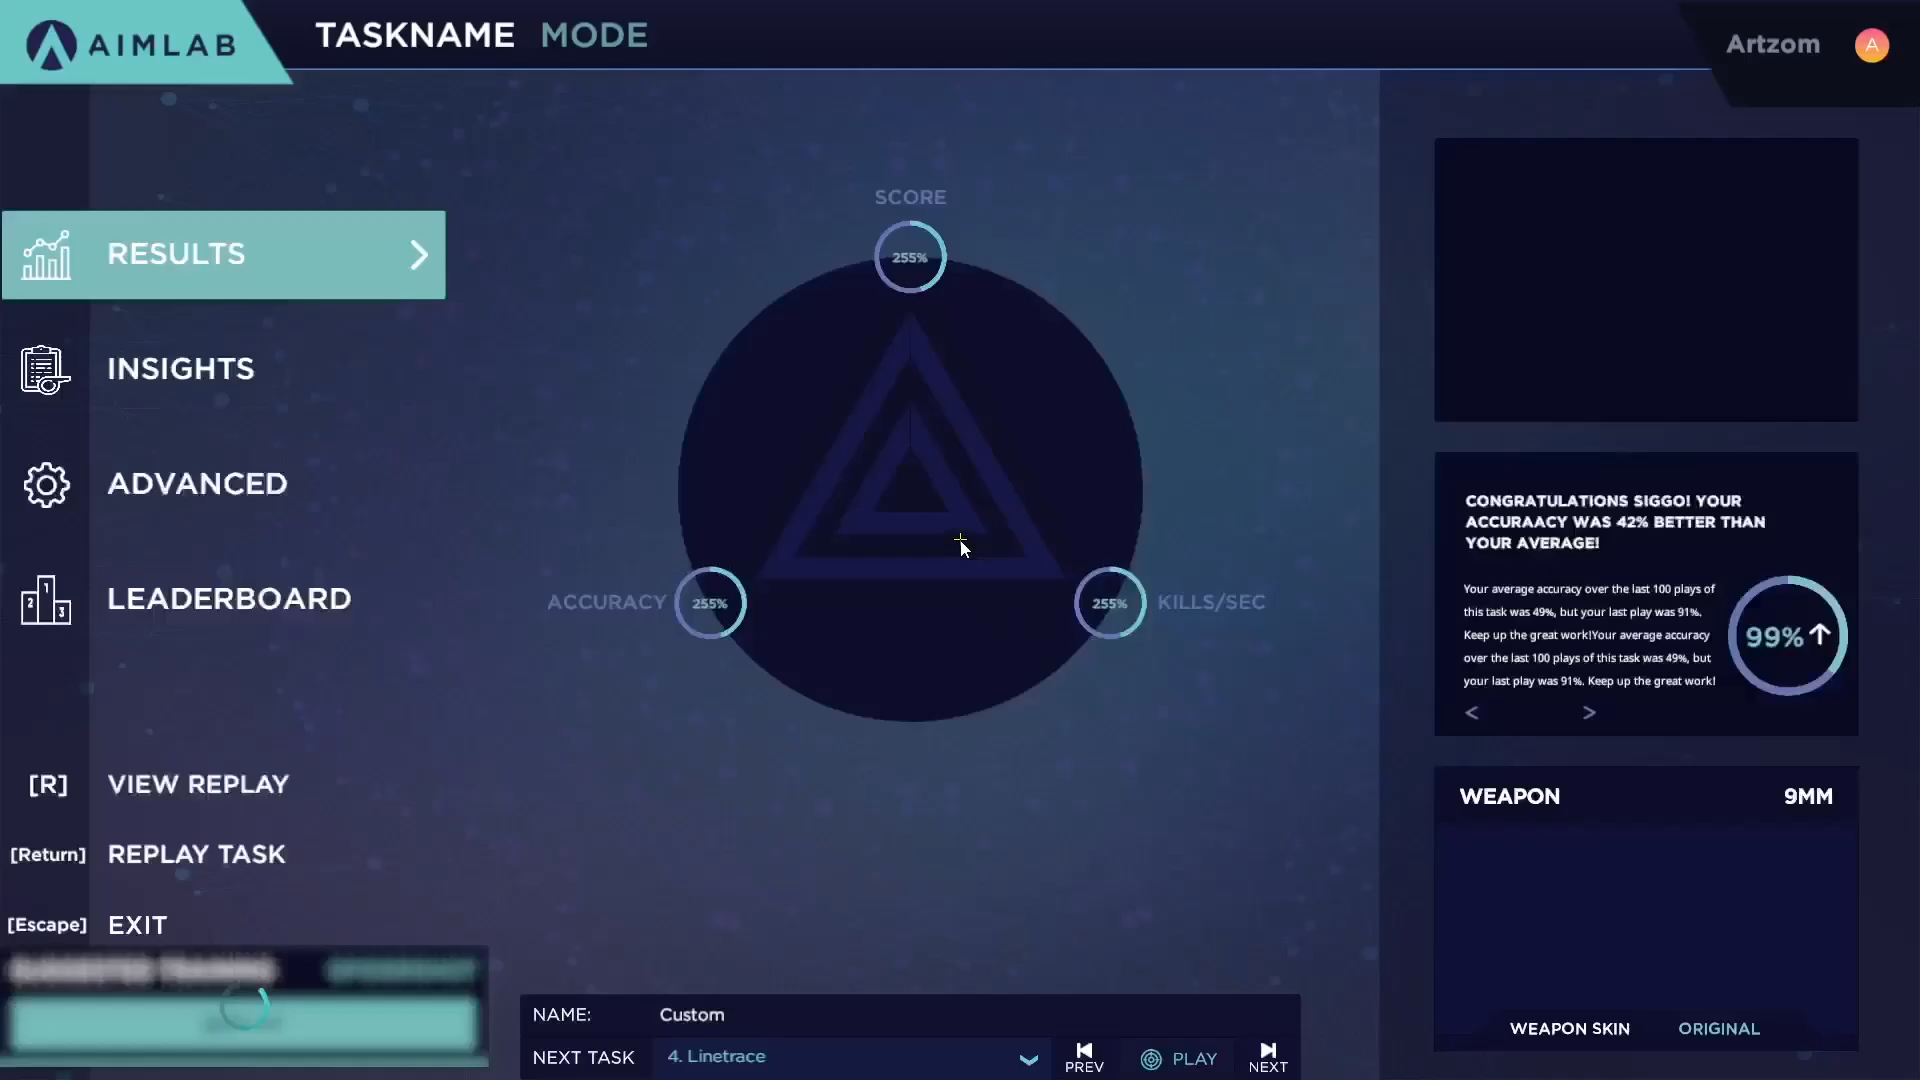 AIMLAB
TASKNAME MODE
Artzom
A
RESULTS
INSIGHTS
ADVANCED
1
2
3
LEADERBOARD
[R] VIEW REPLAY
[Return] REPLAY TASK
[Escape] EXIT
SCORE
255%
ACCURACY 255%
255% KILLS/SEC
CONGRATULATIONS SIGGO! YOUR
ACCURAACY WAS 42% BETTER THAN
YOUR AVERAGE!
Your average accuracy over the last 100 plays of
this task was 49%, but your last play was 91%.
Keep up the great work!Your average accuracy
over the last 100 plays of this task was 49%, but
your last play was 91%. Keep up the great work!
99%
< >
WEAPON 9MM
WEAPON SKIN ORIGINAL
NAME: Custom
NEXT TASK 4. Linetrace
PREV
PLAY
NEXT